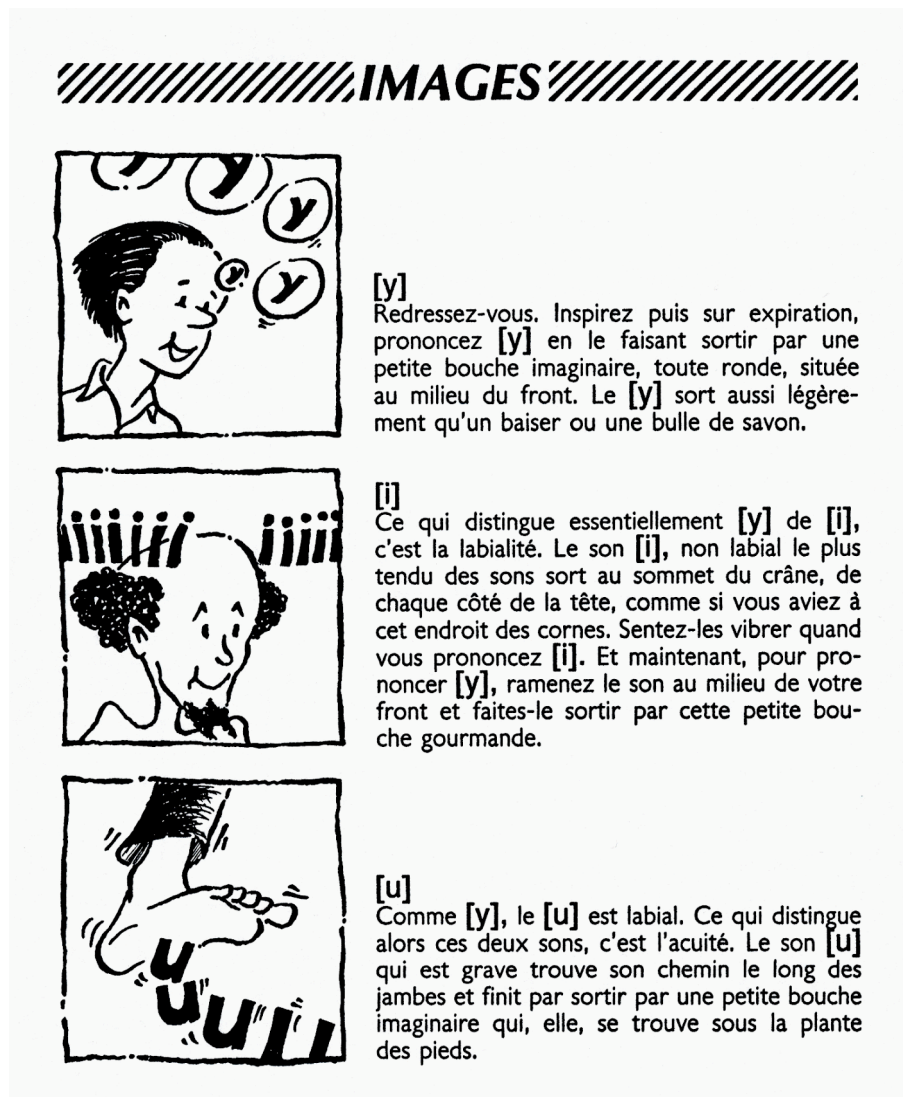 IMAGES
y y y
y
y
[y]
Redressez-vous. Inspirez puis sur expiration,
prononcez [y] en le faisant sortir par une
petite bouche imaginaire, toute ronde, située
au milieu du front. Le [y] sort aussi légère-
ment qu'un baiser ou une bulle de savon.
iiiiiii iiiii
[i]
Ce qui distingue essentiellement [y] de [i],
c'est la labialité. Le son [i], non labial le plus
tendu des sons sort au sommet du crâne, de
chaque côté de la tête, comme si vous aviez à
cet endroit des cornes. Sentez-les vibrer quand
vous prononcez [i]. Et maintenant, pour pro-
noncer [y], ramenez le son au milieu de votre
front et faites-le sortir par cette petite bou-
che gourmande.
u
u u u
[u]
Comme [y], le [u] est labial. Ce qui distingue
alors ces deux sons, c'est l'acuité. Le son [u]
qui est grave trouve son chemin le long des
jambes et finit par sortir par une petite bouche
imaginaire qui, elle, se trouve sous la plante
des pieds.